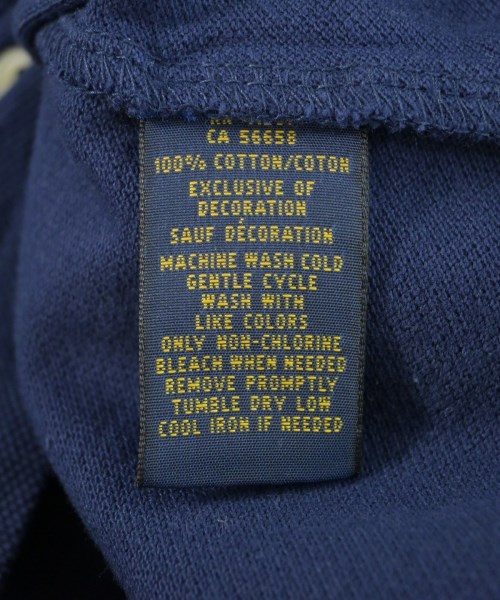 CA 56658
100% COTTON/COTON
EXCLUSIVE OF
DECORATION
SAUF DÉCORATION
MACHINE WASH COLD
GENTLE CYCLE
WASH WITH
LIKE COLORS
ONLY NON-CHLORINE
BLEACH WHEN NEEDED
REMOVE PROMPTLY
TUMBLE DRY LOW
COOL IRON IF NEEDED